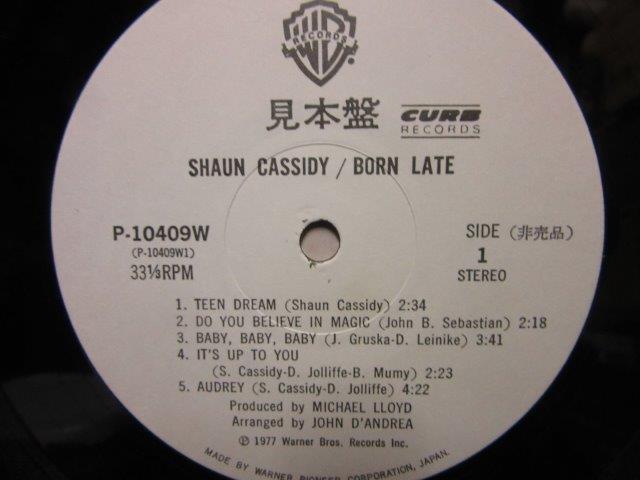 WB
RECORDS
見本盤
CURB
RECORDS
SHAUN CASSIDY / BORN LATE
P-10409W
(P-10409W1)
33⅓RPM
SIDE (非売品)
1
STEREO
1. TEEN DREAM (Shaun Cassidy) 2:34
2. DO YOU BELIEVE IN MAGIC (John B. Sebastian) 2:18
3. BABY, BABY, BABY (J. Gruska-D. Leinike) 3:41
4. IT'S UP TO YOU
(S. Cassidy-D. Jolliffe-B. Mumy) 2:23
5. AUDREY (S. Cassidy-D. Jolliffe) 4:22
Produced by MICHAEL LLOYD
Arranged by JOHN D'ANDREA
℗ 1977 Warner Bros. Records Inc.
MADE BY WARNER-PIONEER CORPORATION, JAPAN.